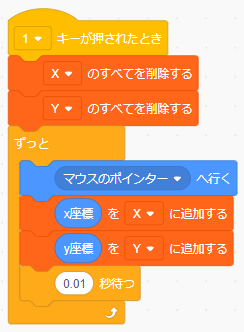 1 キーが押されたとき
X のすべてを削除する
Y のすべてを削除する
ずっと
マウスのポインター へ行く
x座標 を X に追加する
y座標 を Y に追加する
0.01 秒待つ